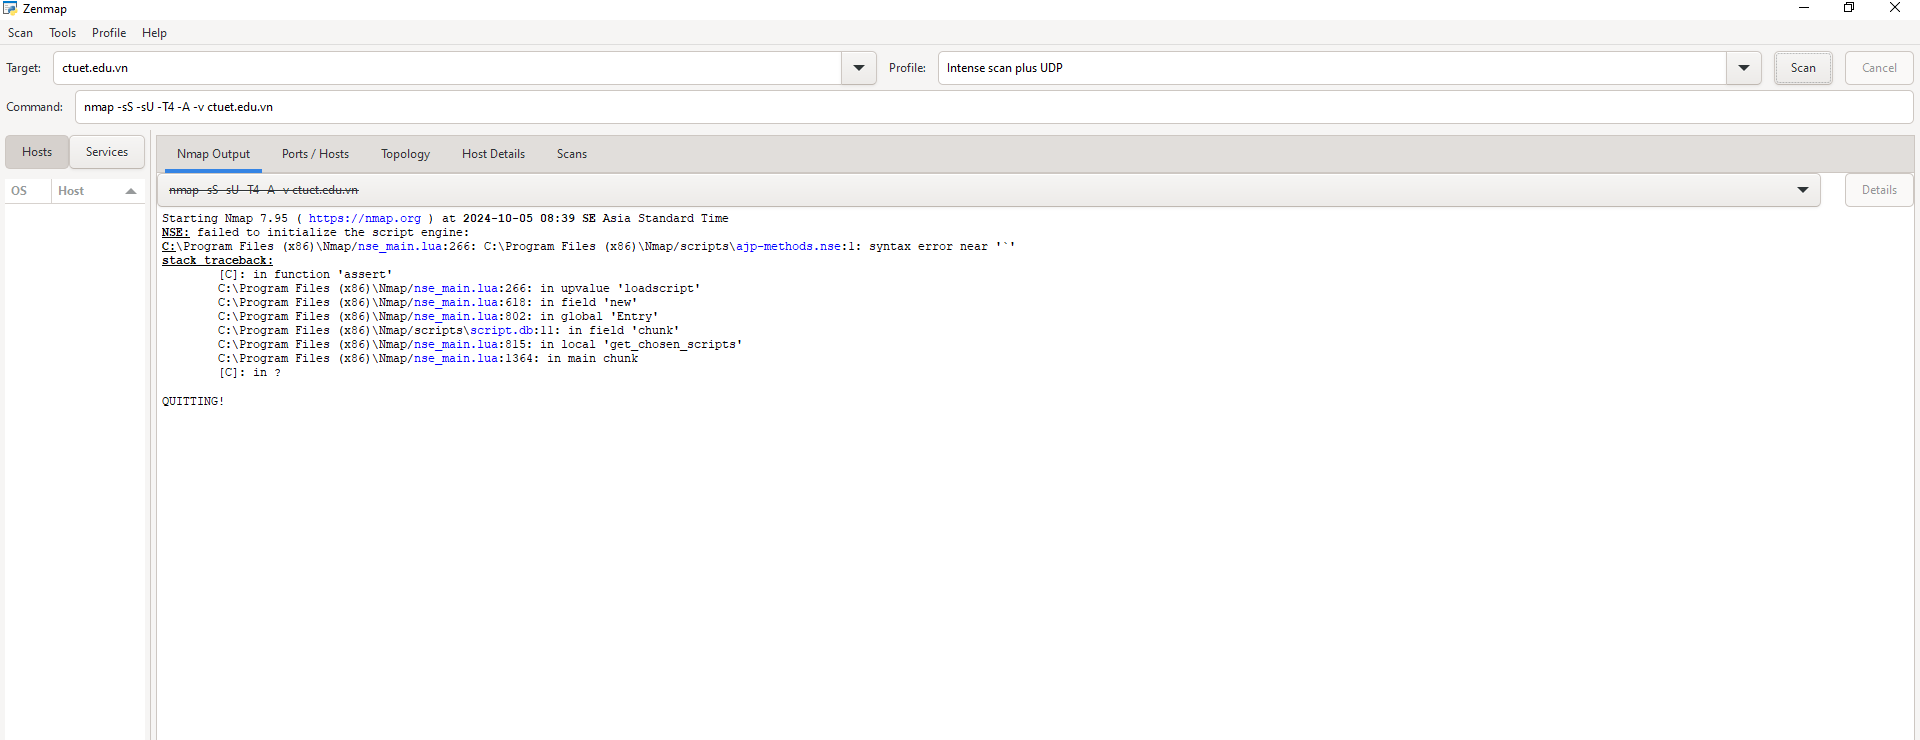 Zenmap
Scan Tools Profile Help
Target: ctuet.edu.vn Profile: Intense scan plus UDP Scan Cancel
Command: nmap -sS -sU -T4 -A -v ctuet.edu.vn
Hosts Services Nmap Output Ports / Hosts Topology Host Details Scans
OS Host nmap -sS -sU -T4 -A -v ctuet.edu.vn Details
Starting Nmap 7.95 ( https://nmap.org ) at 2024-10-05 08:39 SE Asia Standard Time
NSE: failed to initialize the script engine:
C:\Program Files (x86)\Nmap/nse_main.lua:266: C:\Program Files (x86)\Nmap/scripts\ajp-methods.nse:1: syntax error near '`'
stack traceback:
[C]: in function 'assert'
C:\Program Files (x86)\Nmap/nse_main.lua:266: in upvalue 'loadscript'
C:\Program Files (x86)\Nmap/nse_main.lua:618: in field 'new'
C:\Program Files (x86)\Nmap/nse_main.lua:802: in global 'Entry'
C:\Program Files (x86)\Nmap/scripts\script.db:11: in field 'chunk'
C:\Program Files (x86)\Nmap/nse_main.lua:815: in local 'get_chosen_scripts'
C:\Program Files (x86)\Nmap/nse_main.lua:1364: in main chunk
[C]: in ?
QUITTING!